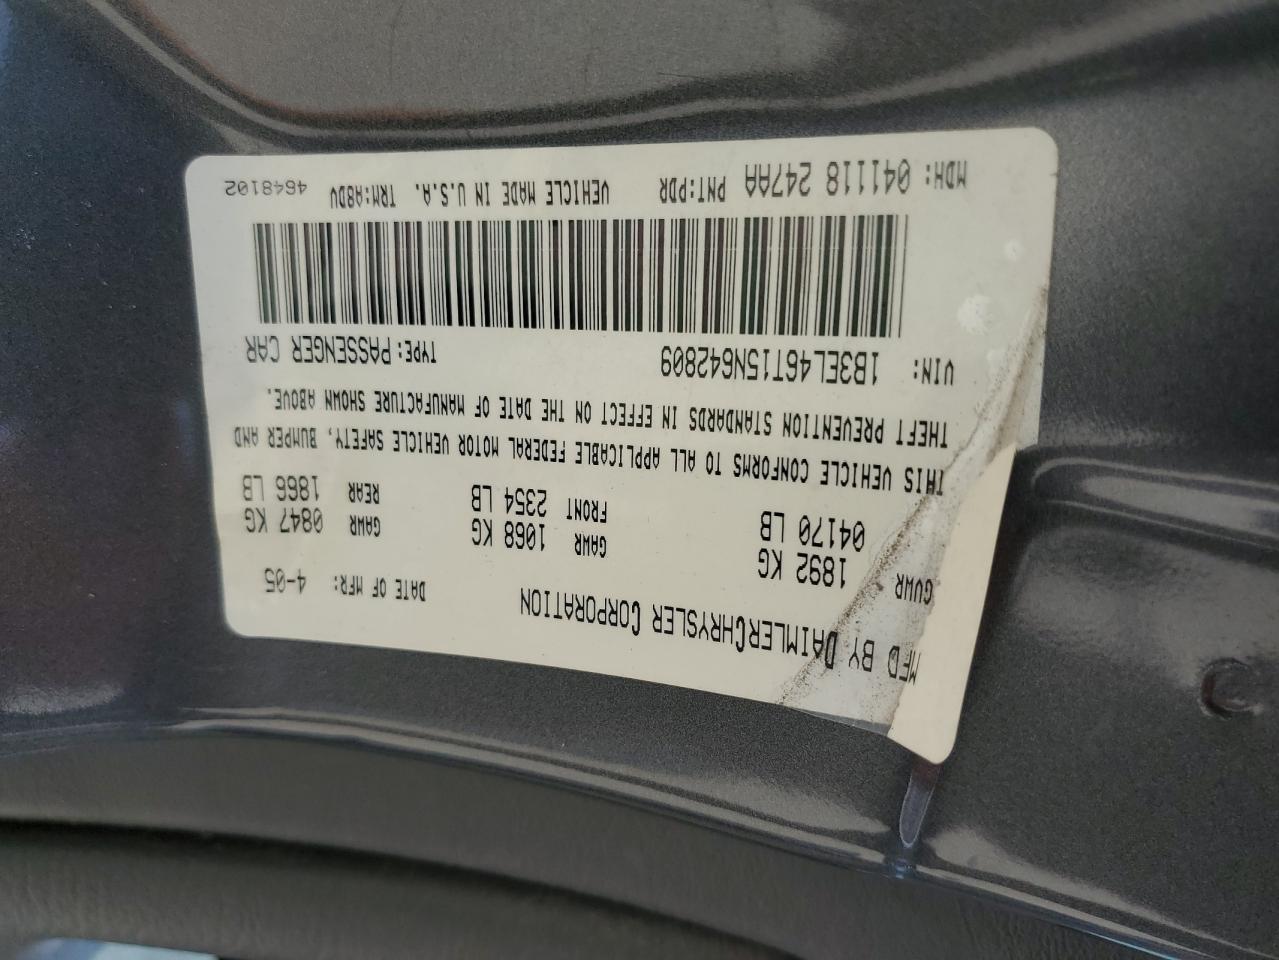 MFD BY DAIMLERCHRYSLER CORPORATION DATE OF MFR: 4-05
GVWR 1892 KG GAWR 1068 KG GAWR 0847 KG
04170 LB FRONT 2354 LB REAR 1866 LB
THIS VEHICLE CONFORMS TO ALL APPLICABLE FEDERAL MOTOR VEHICLE SAFETY, BUMPER AND
THEFT PREVENTION STANDARDS IN EFFECT ON THE DATE OF MANUFACTURE SHOWN ABOVE.
VIN: 1B3EL46T15N642809 TYPE: PASSENGER CAR
MDH: 041118 247AA PNT:PDR VEHICLE MADE IN U.S.A. TRM:A8DV 4648102